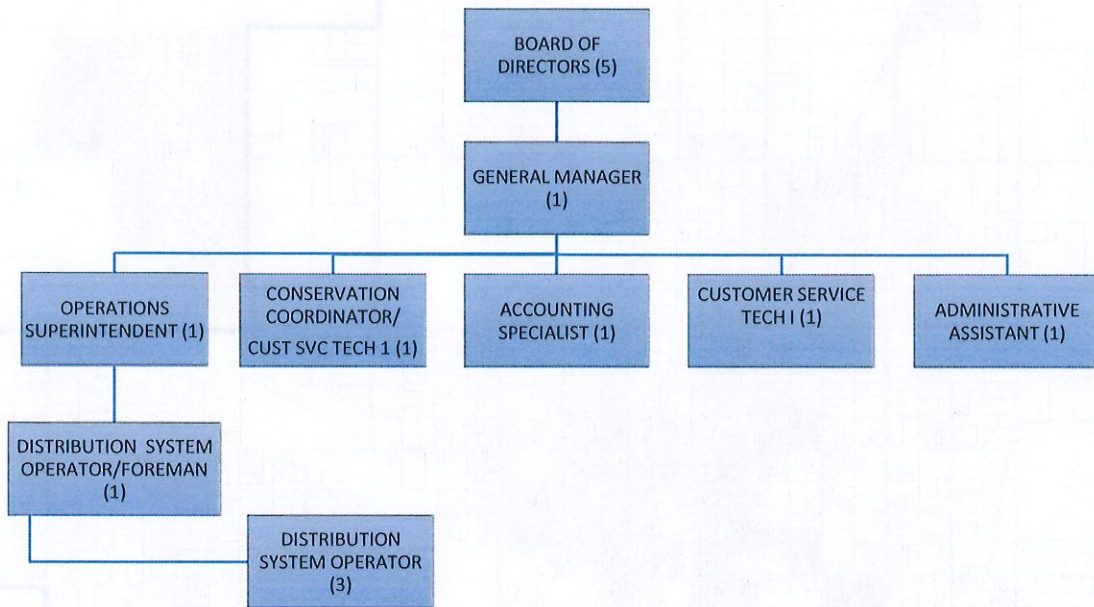 BOARD OF
DIRECTORS (5)
GENERAL MANAGER
(1)
OPERATIONS
SUPERINTENDENT (1)
CONSERVATION
COORDINATOR/
CUST SVC TECH 1 (1)
ACCOUNTING
SPECIALIST (1)
CUSTOMER SERVICE
TECH I (1)
ADMINISTRATIVE
ASSISTANT (1)
DISTRIBUTION SYSTEM
OPERATOR/FOREMAN
(1)
DISTRIBUTION
SYSTEM OPERATOR
(3)